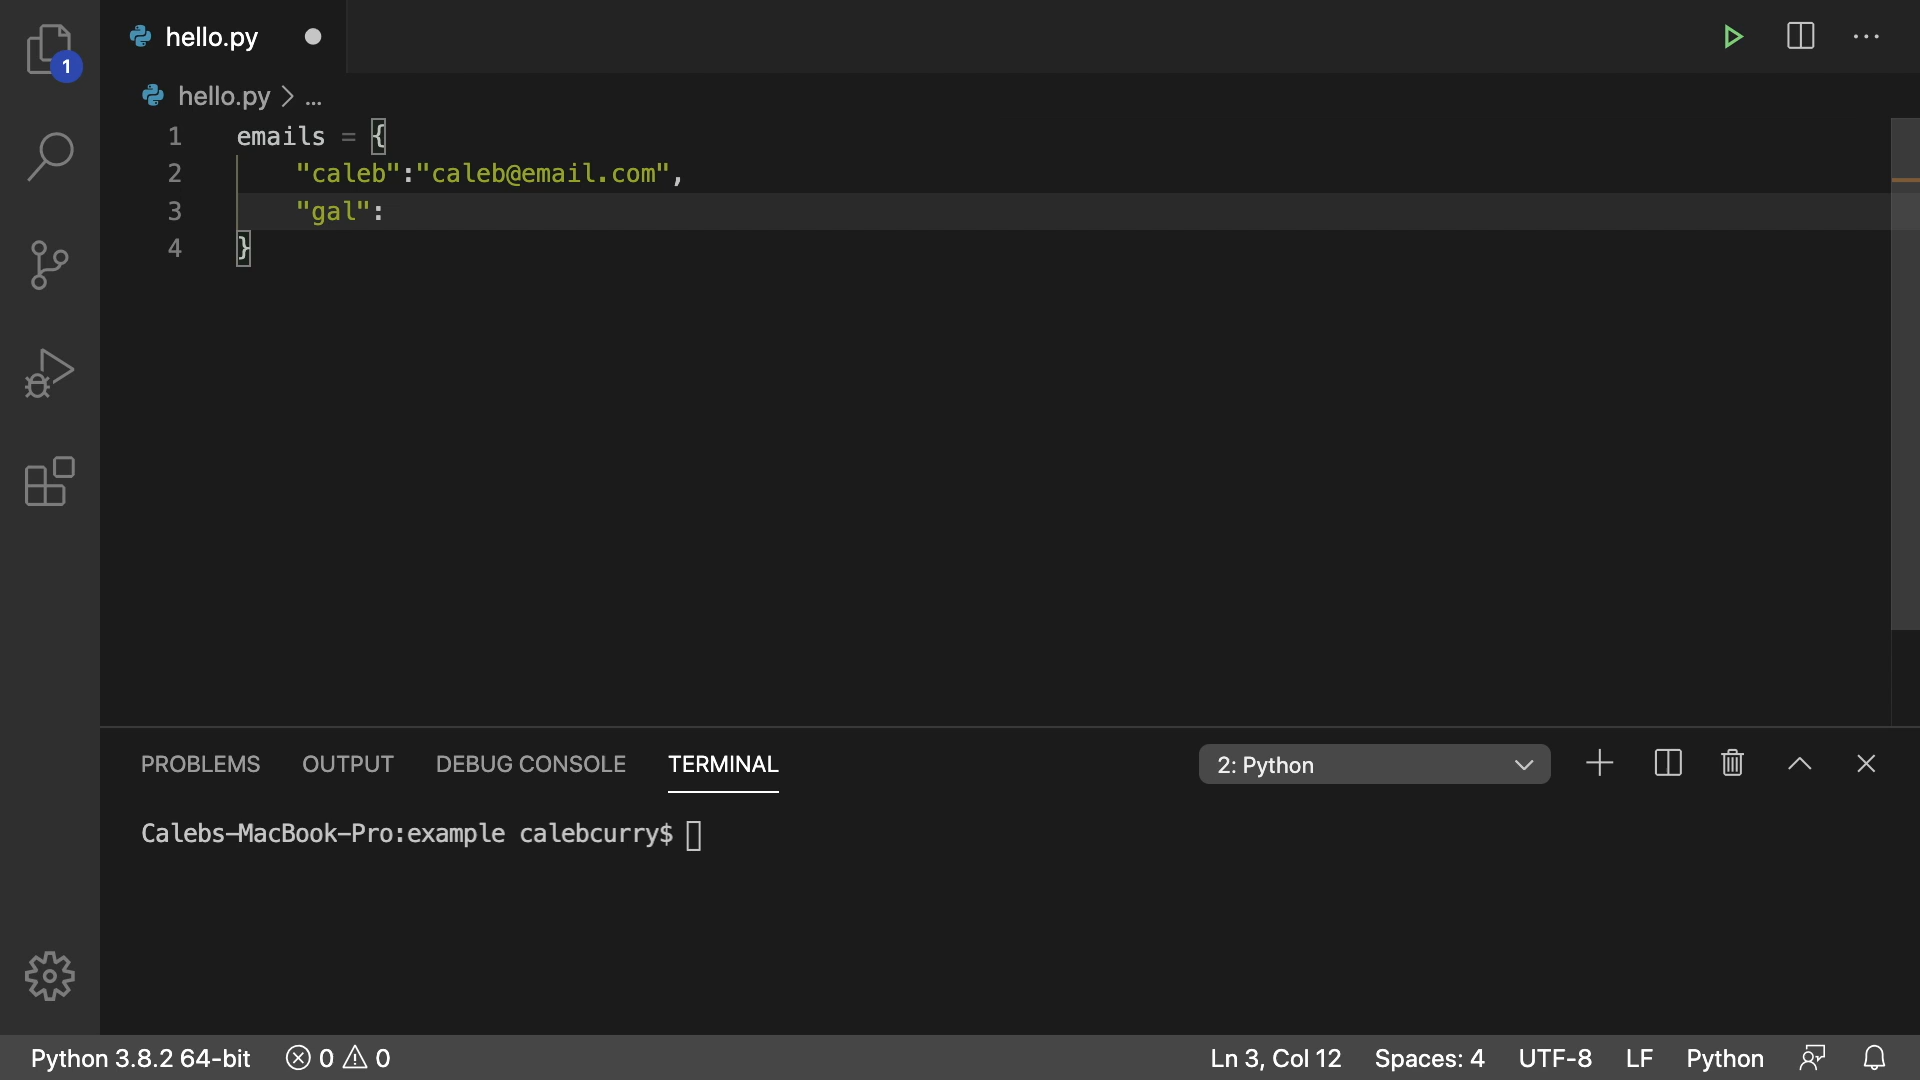 hello.py
1
hello.py > ...
1 emails = {
2 "caleb":"caleb@email.com",
3 "gal":
4 }
PROBLEMS OUTPUT DEBUG CONSOLE TERMINAL 2: Python
Calebs-MacBook-Pro:example calebcurry$
Python 3.8.2 64-bit 0 0 Ln 3, Col 12 Spaces: 4 UTF-8 LF Python